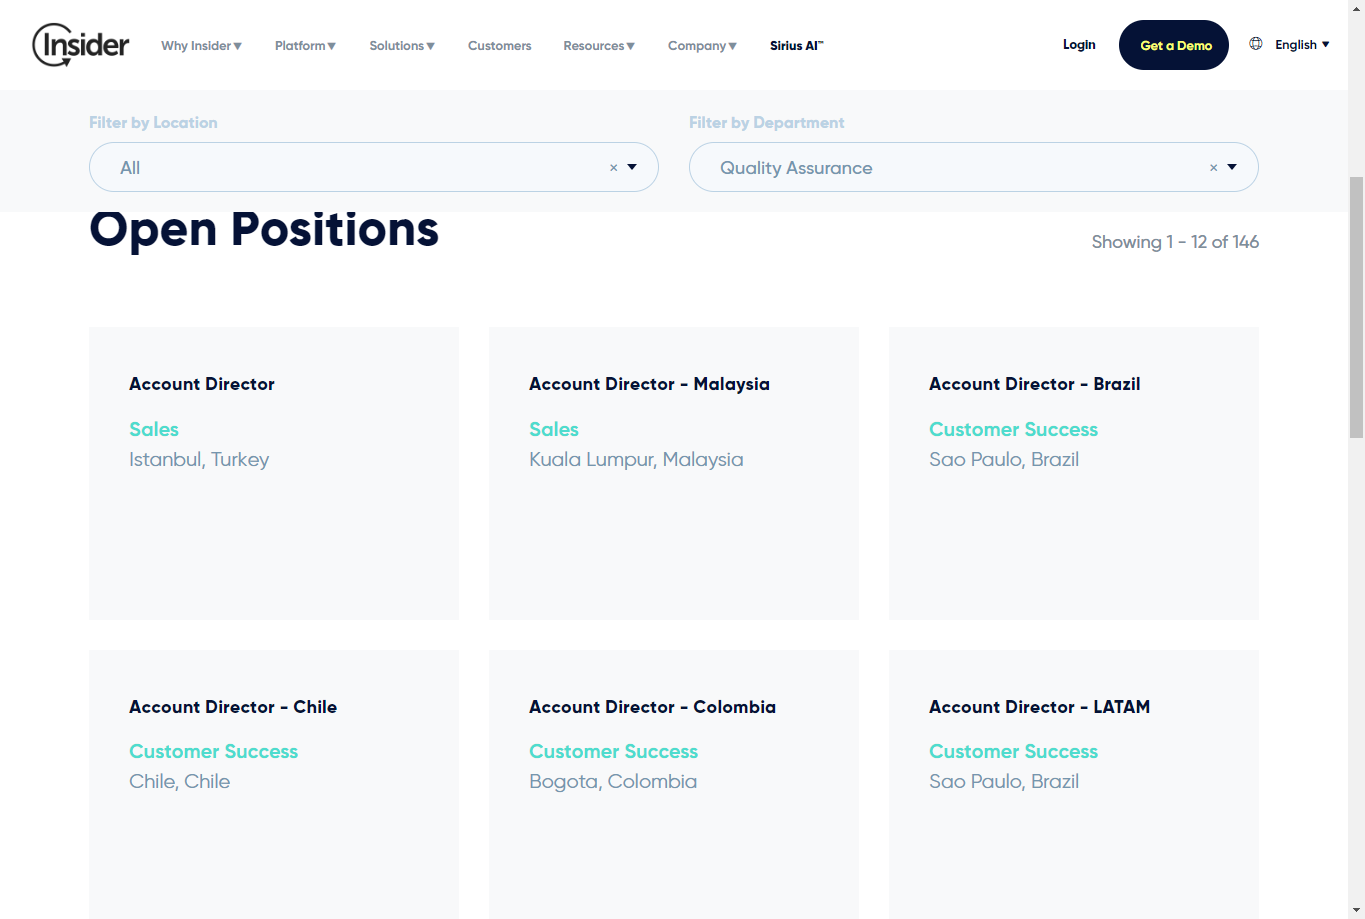 Insider
Why Insider▼ Platform▼ Solutions▼ Customers Resources▼ Company▼ Sirius AI™ Login Get a Demo English ▼
Filter by Location Filter by Department
All × Quality Assurance ×
Open Positions
Showing 1 - 12 of 146
Account Director
Sales
Istanbul, Turkey
Account Director - Malaysia
Sales
Kuala Lumpur, Malaysia
Account Director - Brazil
Customer Success
Sao Paulo, Brazil
Account Director - Chile
Customer Success
Chile, Chile
Account Director - Colombia
Customer Success
Bogota, Colombia
Account Director - LATAM
Customer Success
Sao Paulo, Brazil